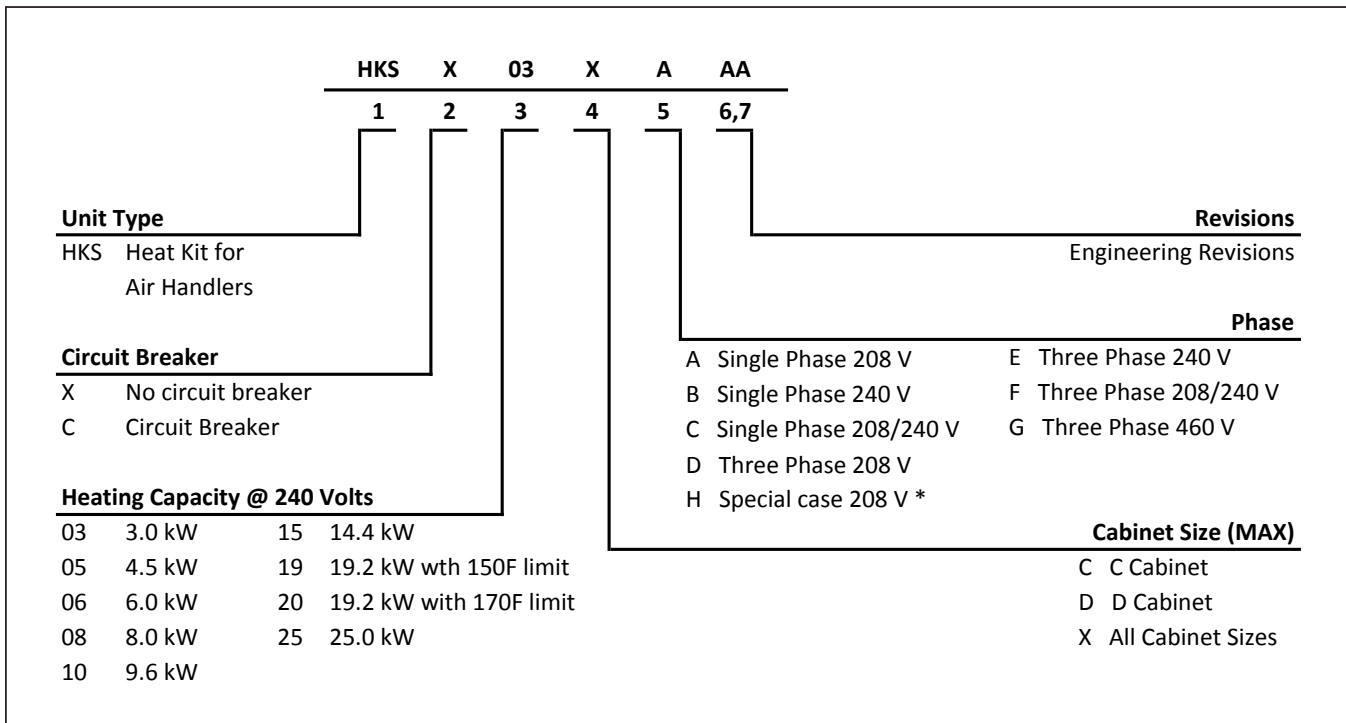 HKS X 03 X A AA
1 2 3 4 5 6,7
Unit Type
HKS Heat Kit for
Air Handlers
Circuit Breaker
X No circuit breaker
C Circuit Breaker
Heating Capacity @ 240 Volts
03 3.0 kW 15 14.4 kW
05 4.5 kW 19 19.2 kW wth 150F limit
06 6.0 kW 20 19.2 kW with 170F limit
08 8.0 kW 25 25.0 kW
10 9.6 kW
Revisions
Engineering Revisions
Phase
A Single Phase 208 V E Three Phase 240 V
B Single Phase 240 V F Three Phase 208/240 V
C Single Phase 208/240 V G Three Phase 460 V
D Three Phase 208 V
H Special case 208 V *
Cabinet Size (MAX)
C C Cabinet
D D Cabinet
X All Cabinet Sizes